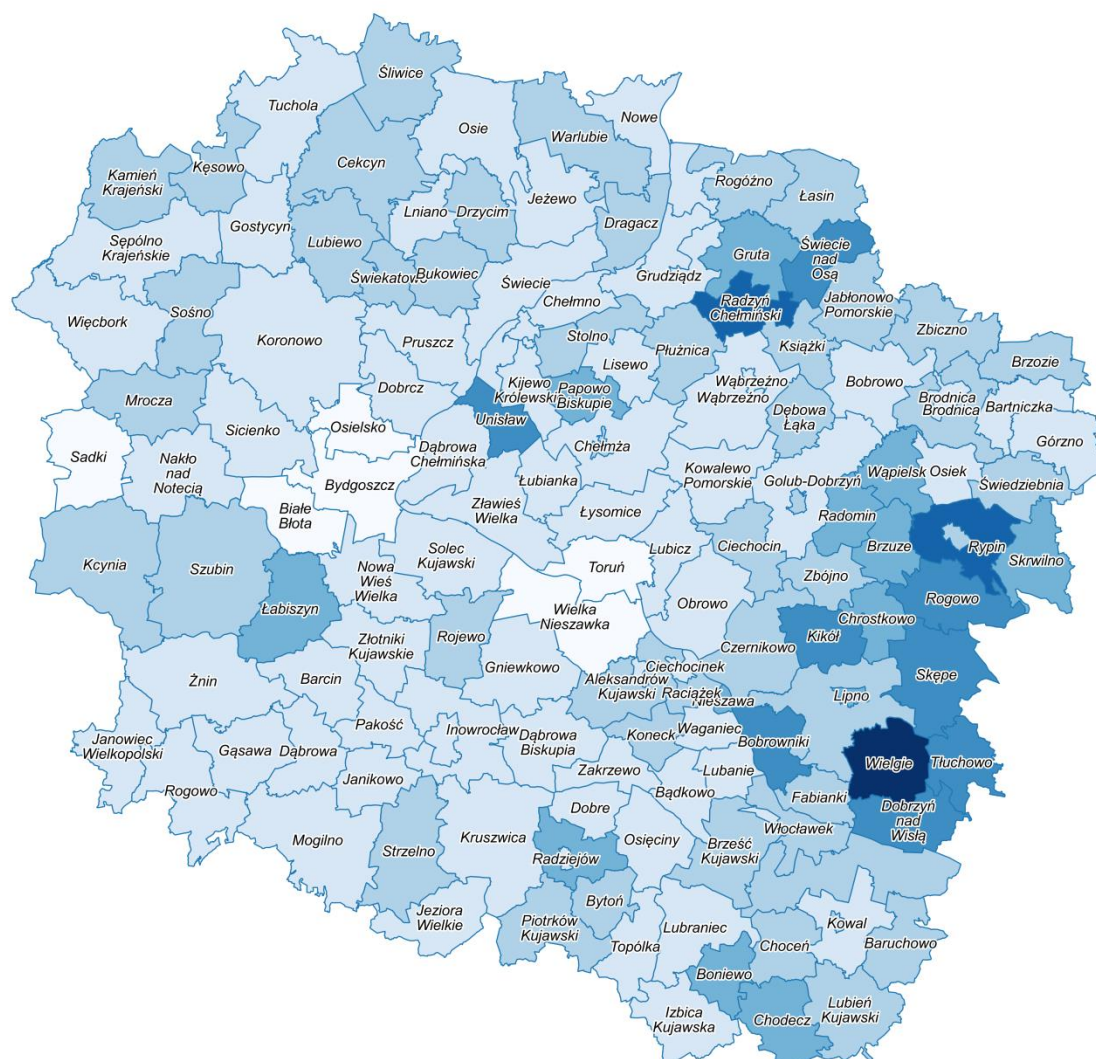 Śliwice
Tuchola
Nowe
Osie
Warlubie
Cekcyn
Kęsowo
Kamień
Krajeński
Rogóźno
Łasin
Jeżewo
Lniano
Drzycim
Gostycyn
Dragacz
Sępólno
Krajeńskie
Lubiewo
Gruta
Świecie
nad
Osą
Świekatowo
Bukowiec
Grudziądz
Świecie
Chełmno
Radzyń
Chełmiński
Jabłonowo
Pomorskie
Sośno
Więcbork
Koronowo
Pruszcz
Stolno
Płużnica
Książki
Zbiczno
Brzozie
Lisewo
Dobrcz
Kijewo
Królewskie
Papowo
Biskupie
Wąbrzeźno
Wąbrzeźno
Bobrowo
Brodnica
Brodnica
Bartniczka
Mrocza
Unisław
Dębowa
Łąka
Sicienko
Osielsko
Górzno
Sadki
Nakło
nad
Notecią
Dąbrowa
Chełmińska
Chełmża
Wąpielsk
Osiek
Bydgoszcz
Łubianka
Kowalewo
Pomorskie
Golub-Dobrzyń
Świedziebnia
Białe
Błota
Zławieś
Wielka
Łysomice
Radomin
Kcynia
Szubin
Solec
Kujawski
Lubicz
Ciechocin
Brzuze
Rypin
Skrwilno
Nowa
Wieś
Wielka
Toruń
Zbójno
Łabiszyn
Obrowo
Rogowo
Wielka
Nieszawka
Chrostkowo
Rojewo
Kikół
Złotniki
Kujawskie
Czernikowo
Gniewkowo
Ciechocinek
Żnin
Barcin
Aleksandrów
Kujawski
Raciążek
Nieszawa
Skępe
Lipno
Pakość
Inowrocław
Dąbrowa
Biskupia
Koneck
Waganiec
Bobrowniki
Janowiec
Wielkopolski
Gąsawa
Dąbrowa
Wielgie
Tłuchowo
Janikowo
Zakrzewo
Bądkowo
Lubanie
Rogowo
Fabianki
Dobrzyń
nad
Wisłą
Dobre
Mogilno
Kruszwica
Osięciny
Włocławek
Brześć
Kujawski
Strzelno
Radziejów
Bytoń
Jeziora
Wielkie
Piotrków
Kujawski
Lubraniec
Kowal
Topólka
Choceń
Baruchowo
Boniewo
Izbica
Kujawska
Chodecz
Lubień
Kujawski